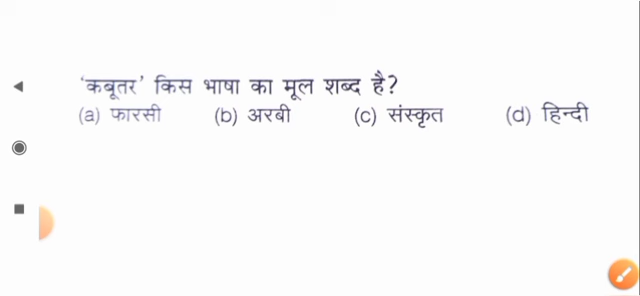 ‘कबूतर’ किस भाषा का मूल शब्द है?
(a) फारसी (b) अरबी (c) संस्कृत (d) हिन्दी